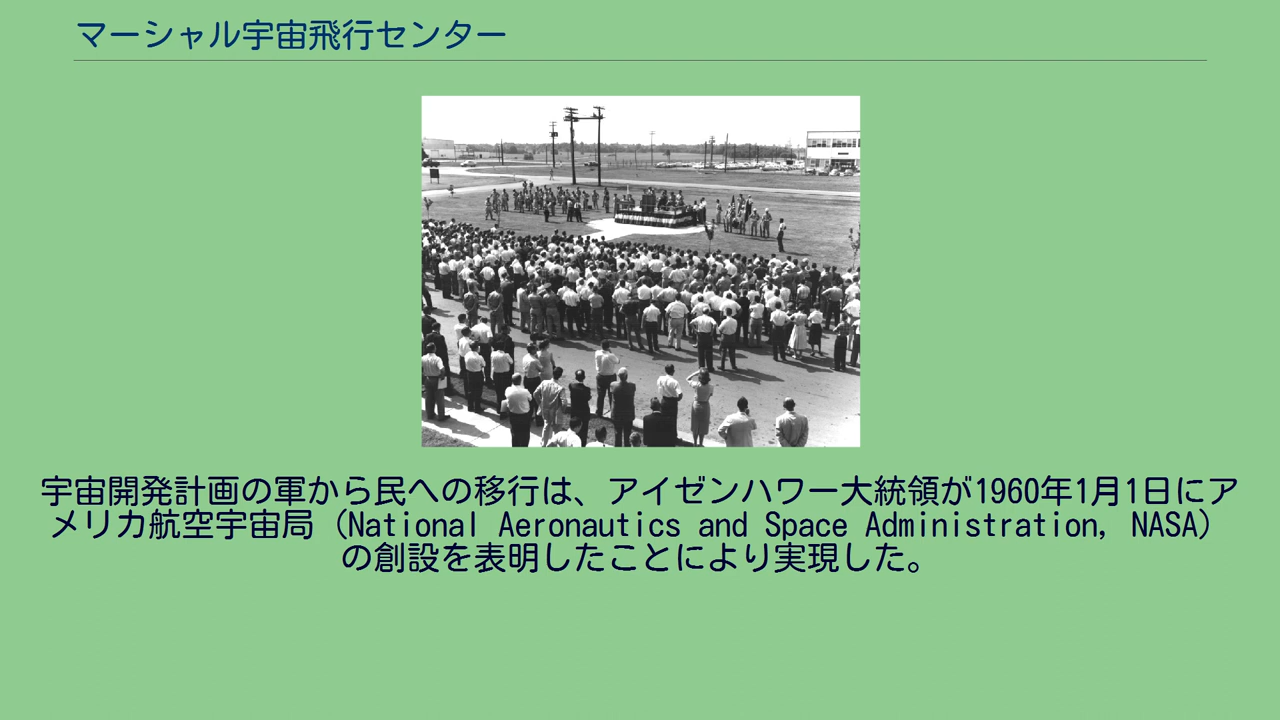 マーシャル宇宙飛行センター
宇宙開発計画の軍から民への移行は、アイゼンハワー大統領が1960年1月1日にア
メリカ航空宇宙局（National Aeronautics and Space Administration, NASA）
の創設を表明したことにより実現した。